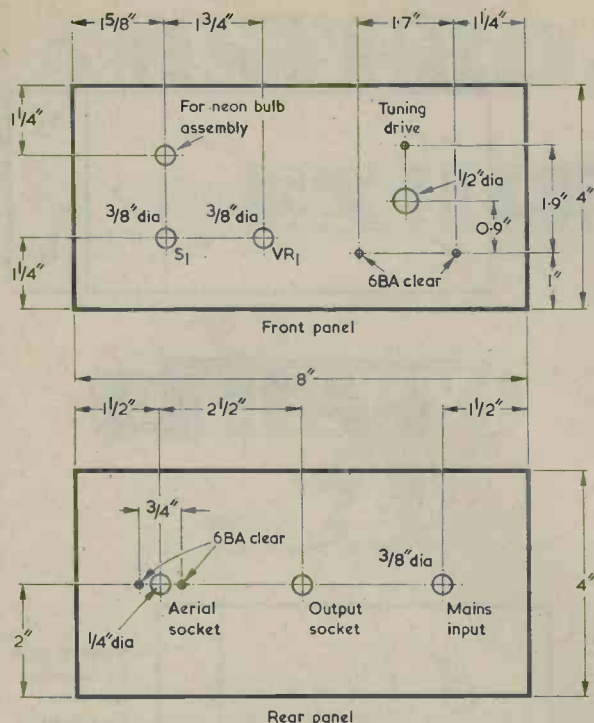 1 5/8"
1 3/4"
1·7"
1 1/4"
For neon bulb
assembly
Tuning
drive
1 1/4"
1/2" dia
3/8" dia
3/8" dia
1·9"
4"
0·9"
S1
VR1
1 1/4"
6BA clear
1"
Front panel
8"
1 1/2"
2 1/2"
1 1/2"
3/4"
6BA clear
3/8" dia
4"
2"
1/4" dia
Aerial
socket
Output
socket
Mains
input
Rear panel